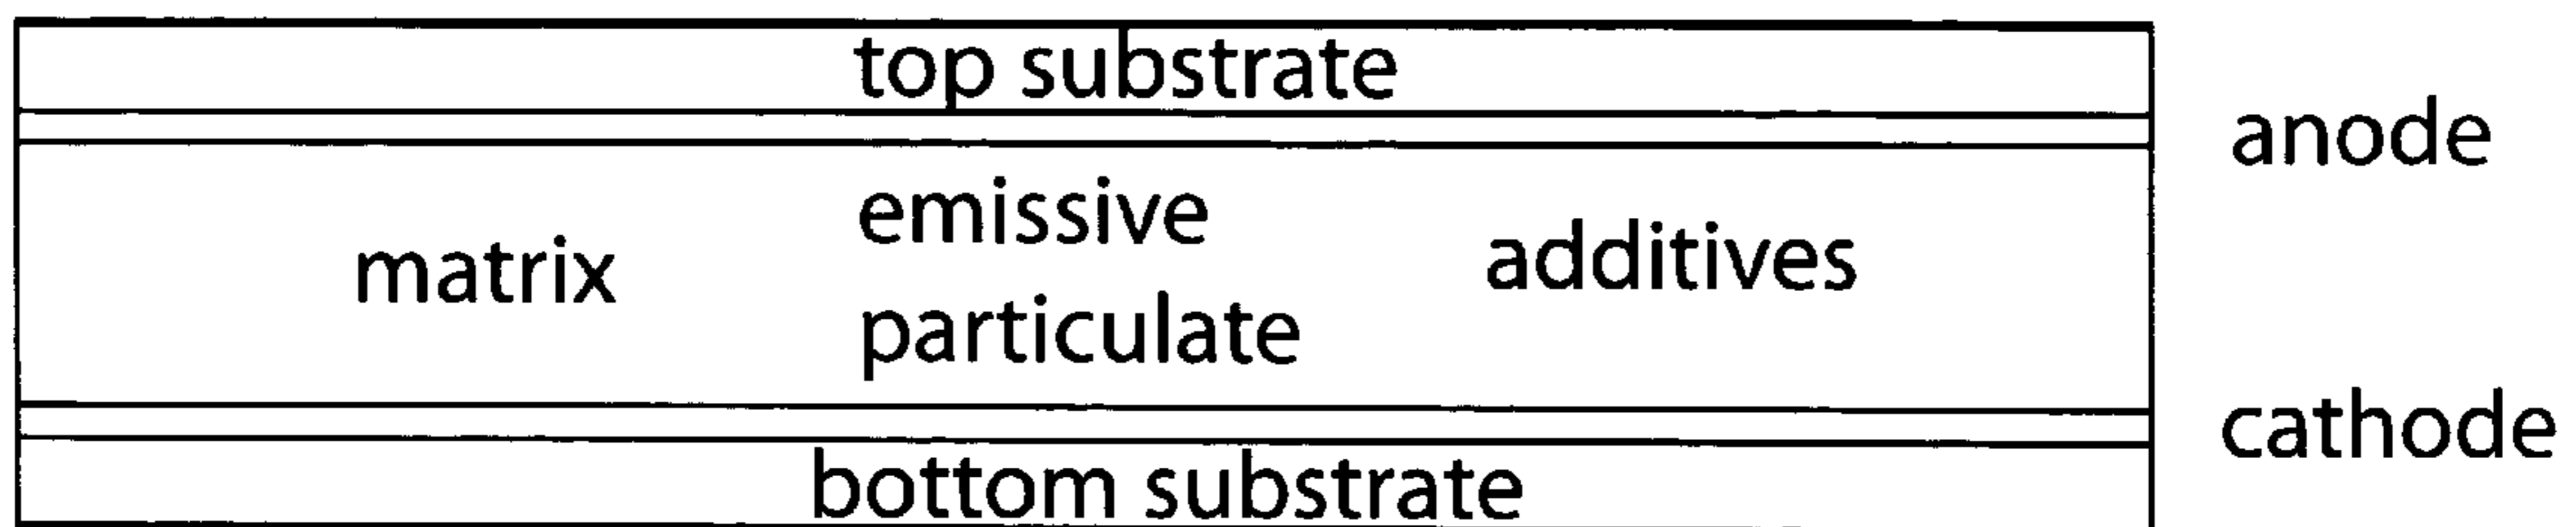 top substrate
anode
emissive
matrix
additives
particulate
cathode
bottom substrate